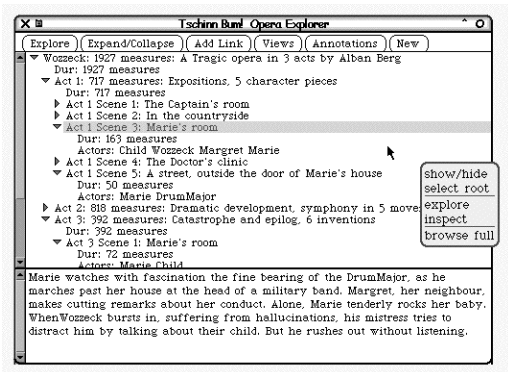 Tschinn Bum! Opera Explorer
Explore Expand/Collapse Add Link Views Annotations New
Wozzeck: 1927 measures: A Tragic opera in 3 acts by Alban Berg
Dur: 1927 measures
Act 1: 717 measures: Expositions, 5 character pieces
Dur: 717 measures
Act 1 Scene 1: The Captain's room
Act 1 Scene 2: In the countryside
Act 1 Scene 3: Marie's room
Dur: 163 measures
Actors: Child Wozzeck Margret Marie
Act 1 Scene 4: The Doctor's clinic
Act 1 Scene 5: A street, outside the door of Marie's house
Dur: 50 measures
Actors: Marie DrumMajor
Act 2: 818 measures: Dramatic development, symphony in 5 move
Act 3: 392 measures: Catastrophe and epilog, 6 inventions
Dur: 392 measures
Act 3 Scene 1: Marie's room
Dur: 72 measures
Actors: Marie Child
show/hide
select root
explore
inspect
browse full
Marie watches with fascination the fine bearing of the DrumMajor, as he
marches past her house at the head of a military band. Margret, her neighbour,
makes cutting remarks about her conduct. Alone, Marie tenderly rocks her baby.
WhenWozzeck bursts in, suffering from hallucinations, his mistress tries to
distract him by talking about their child. But he rushes out without listening.